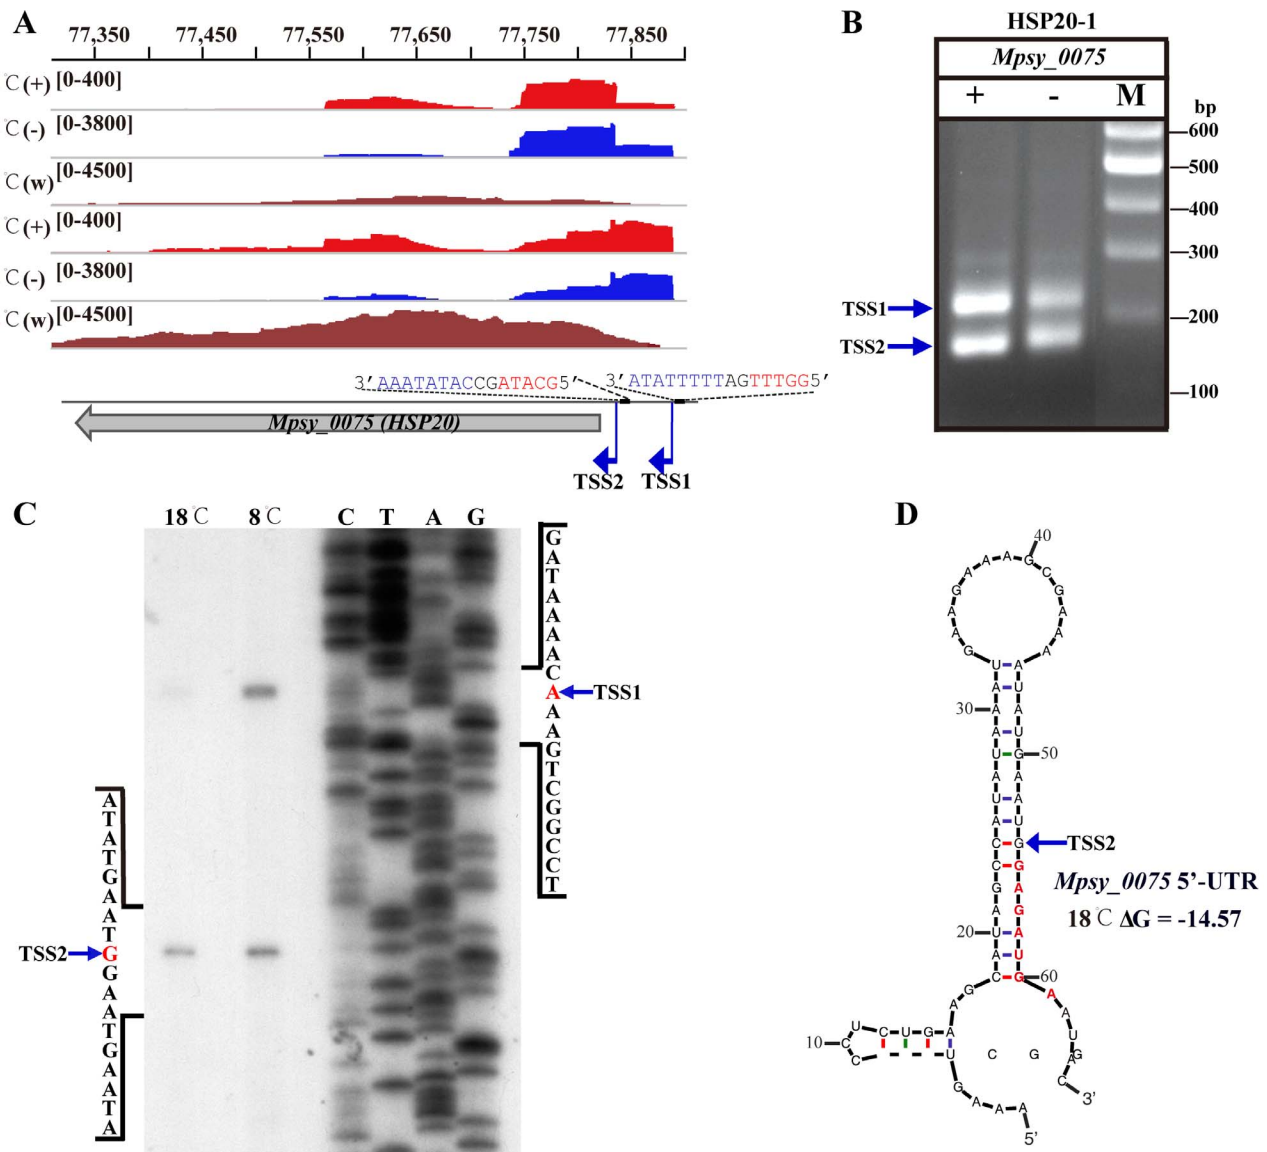 A
77,350 77,450 77,550 77,650 77,750 77,850
℃(+) [0-400]
℃(-) [0-3800]
℃(w) [0-4500]
℃(+) [0-400]
℃(-) [0-3800]
℃(w) [0-4500]
3'AAATATACCGATACG5' 3'ATATTTTTAGTTTGG5'
Mpsy_0075 (HSP20)
TSS2 TSS1
B
HSP20-1
Mpsy_0075
+ - M
bp
600
500
400
300
200
100
TSS1
TSS2
C
18℃ 8℃ C T A G
G
A
T
A
A
A
A
C
A TSS1
A
A
G
T
C
G
G
C
C
T
A
T
A
T
G
A
A
T
TSS2 G
G
A
A
T
G
A
A
T
A
D
40
30
50
TSS2
Mpsy_0075 5’-UTR
18℃ ΔG = -14.57
20
60
10
C G
3'
5'